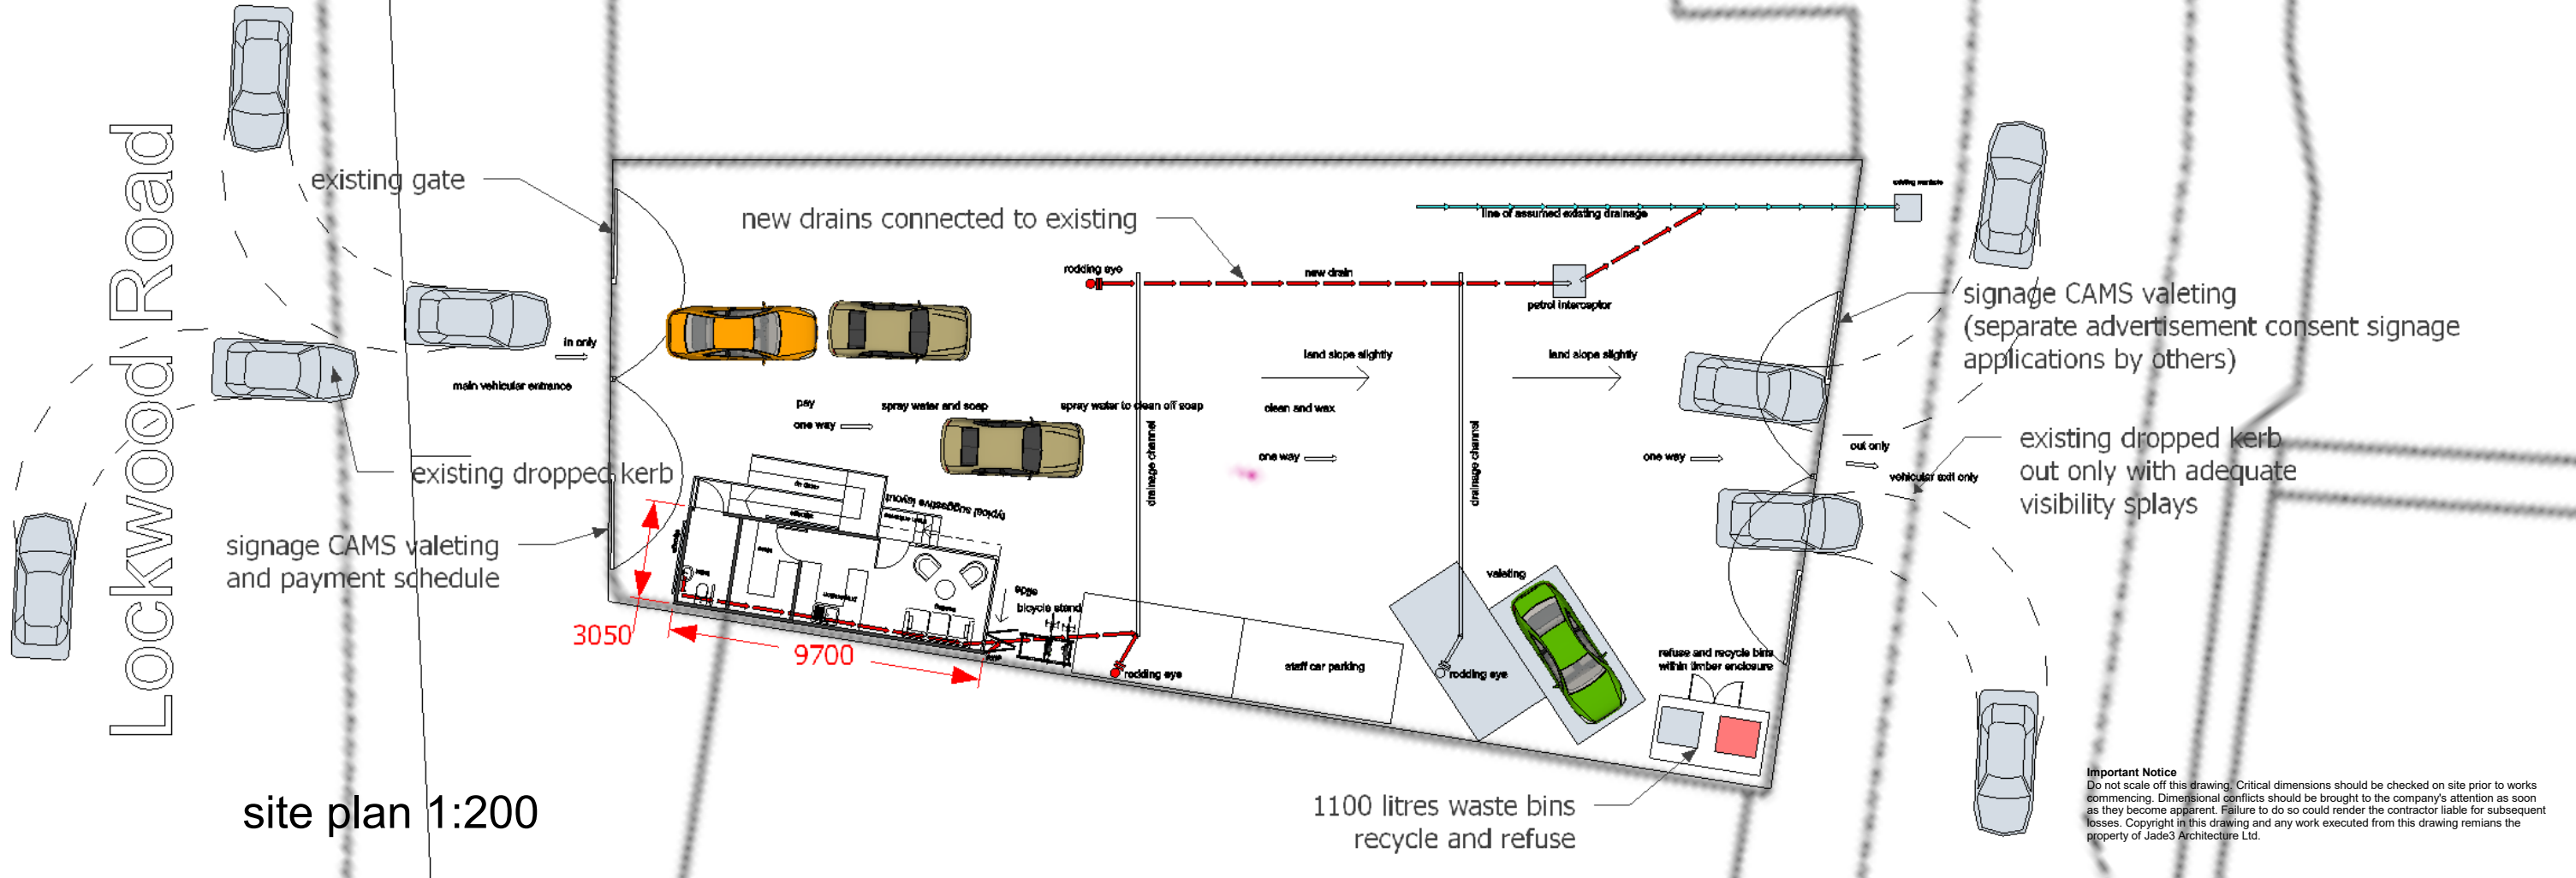 Lockwood Road
existing gate
new drains connected to existing
line of assumed existing drainage
rodding eye
new drain
petrol interceptor
signage CAMS valeting
(separate advertisement consent signage
applications by others)
in only
main vehicular entrance
land slope slightly
land slope slightly
pay
spray water and soap
spray water to clean off soap
clean and wax
one way
one way
one way
drainage channel
drainage channel
out only
vehicular exit only
existing dropped kerb
existing dropped kerb
out only with adequate
visibility splays
typical suggestive layout
signage CAMS valeting
and payment schedule
valeting
bicycle stand
3050
9700
rodding eye
staff car parking
rodding eye
refuse and recycle bins
within timber enclosure
site plan 1:200
1100 litres waste bins
recycle and refuse
Important Notice
Do not scale off this drawing. Critical dimensions should be checked on site prior to works
commencing. Dimensional conflicts should be brought to the company's attention as soon
as they become apparent. Failure to do so could render the contractor liable for subsequent
losses. Copyright in this drawing and any work executed from this drawing remians the
property of Jade3 Architecture Ltd.